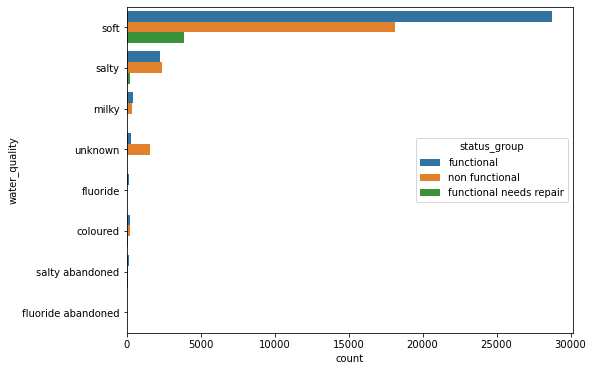 soft
salty
milky
unknown
fluoride
coloured
salty abandoned
fluoride abandoned
water_quality
status_group
functional
non functional
functional needs repair
0 5000 10000 15000 20000 25000 30000
count